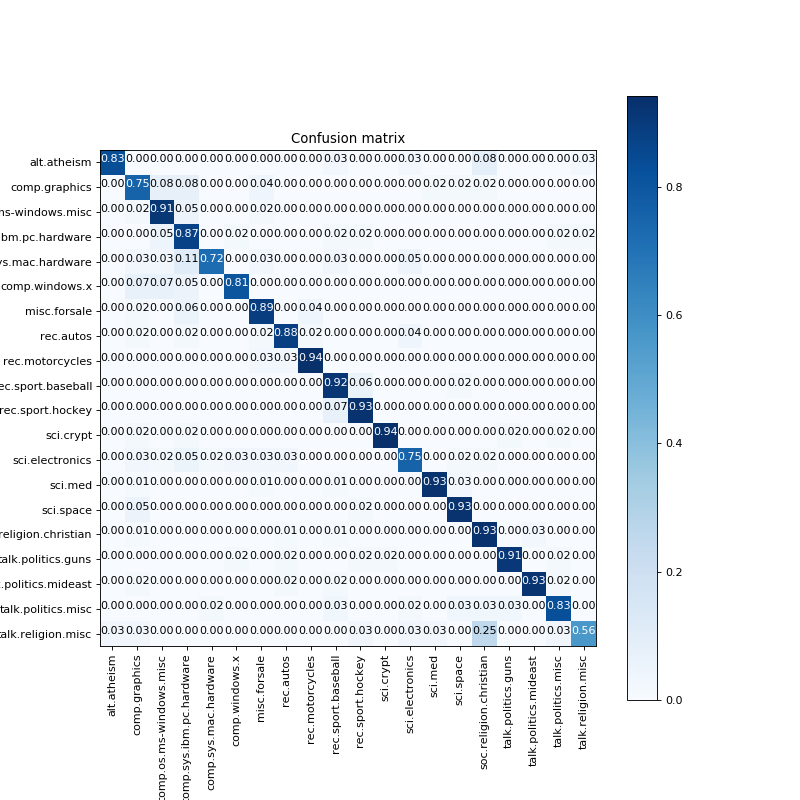 Confusion matrix
alt.atheism 0.83 0.00 0.00 0.00 0.00 0.00 0.00 0.00 0.00 0.03 0.00 0.00 0.03 0.00 0.00 0.08 0.00 0.00 0.00 0.03
comp.graphics 0.00 0.75 0.08 0.08 0.00 0.00 0.04 0.00 0.00 0.00 0.00 0.00 0.00 0.02 0.02 0.02 0.00 0.00 0.00 0.00
ms-windows.misc 0.00 0.02 0.91 0.05 0.00 0.00 0.02 0.00 0.00 0.00 0.00 0.00 0.00 0.00 0.00 0.00 0.00 0.00 0.00 0.00
bm.pc.hardware 0.00 0.00 0.05 0.87 0.00 0.02 0.00 0.00 0.00 0.02 0.02 0.00 0.00 0.00 0.00 0.00 0.00 0.00 0.02 0.02
ys.mac.hardware 0.00 0.03 0.03 0.11 0.72 0.00 0.03 0.00 0.00 0.03 0.00 0.00 0.05 0.00 0.00 0.00 0.00 0.00 0.00 0.00
comp.windows.x 0.00 0.07 0.07 0.05 0.00 0.81 0.00 0.00 0.00 0.00 0.00 0.00 0.00 0.00 0.00 0.00 0.00 0.00 0.00 0.00
misc.forsale 0.00 0.02 0.00 0.00 0.00 0.89 0.00 0.04 0.00 0.00 0.00 0.00 0.00 0.00 0.00 0.00 0.00 0.00 0.00
rec.autos 0.00 0.02 0.00 0.02 0.00 0.00 0.02 0.88 0.02 0.00 0.00 0.00 0.04 0.00 0.00 0.00 0.00 0.00 0.00 0.00
rec.motorcycles 0.00 0.00 0.00 0.00 0.00 0.00 0.03 0.03 0.94 0.00 0.00 0.00 0.00 0.00 0.00 0.00 0.00 0.00 0.00 0.00
ec.sport.baseball 0.00 0.00 0.00 0.00 0.00 0.00 0.00 0.00 0.00 0.92 0.06 0.00 0.00 0.00 0.02 0.00 0.00 0.00 0.00 0.00
rec.sport.hockey 0.00 0.00 0.00 0.00 0.00 0.00 0.00 0.00 0.00 0.07 0.93 0.00 0.00 0.00 0.00 0.00 0.00 0.00 0.00 0.00
sci.crypt 0.00 0.02 0.00 0.02 0.00 0.00 0.00 0.00 0.00 0.00 0.00 0.94 0.00 0.00 0.00 0.00 0.02 0.00 0.02 0.00
sci.electronics 0.00 0.03 0.02 0.05 0.02 0.03 0.03 0.03 0.00 0.00 0.00 0.00 0.75 0.00 0.02 0.02 0.00 0.00 0.00 0.00
sci.med 0.00 0.01 0.00 0.00 0.00 0.00 0.01 0.00 0.00 0.01 0.00 0.00 0.00 0.93 0.03 0.00 0.00 0.00 0.00 0.00
sci.space 0.00 0.05 0.00 0.00 0.00 0.00 0.00 0.00 0.00 0.00 0.02 0.00 0.00 0.00 0.93 0.00 0.00 0.00 0.00 0.00
religion.christian 0.00 0.01 0.00 0.00 0.00 0.00 0.00 0.01 0.00 0.01 0.00 0.00 0.00 0.00 0.00 0.93 0.00 0.03 0.00 0.00
talk.politics.guns 0.00 0.00 0.00 0.00 0.00 0.02 0.00 0.02 0.00 0.00 0.02 0.02 0.00 0.00 0.00 0.00 0.91 0.00 0.02 0.00
.politics.mideast 0.00 0.02 0.00 0.00 0.00 0.00 0.00 0.02 0.00 0.02 0.00 0.00 0.00 0.00 0.00 0.00 0.00 0.93 0.02 0.00
talk.politics.misc 0.00 0.00 0.00 0.00 0.02 0.00 0.00 0.00 0.00 0.03 0.00 0.00 0.02 0.00 0.03 0.03 0.03 0.00 0.83 0.00
talk.religion.misc 0.03 0.03 0.00 0.00 0.00 0.00 0.00 0.00 0.00 0.00 0.03 0.00 0.03 0.03 0.00 0.25 0.00 0.00 0.03 0.56
alt.atheism
comp.graphics
comp.os.ms-windows.misc
comp.sys.ibm.pc.hardware
comp.sys.mac.hardware
comp.windows.x
misc.forsale
rec.autos
rec.motorcycles
rec.sport.baseball
rec.sport.hockey
sci.crypt
sci.electronics
sci.med
sci.space
soc.religion.christian
talk.politics.guns
talk.politics.mideast
talk.politics.misc
talk.religion.misc
0.8
0.6
0.4
0.2
0.0